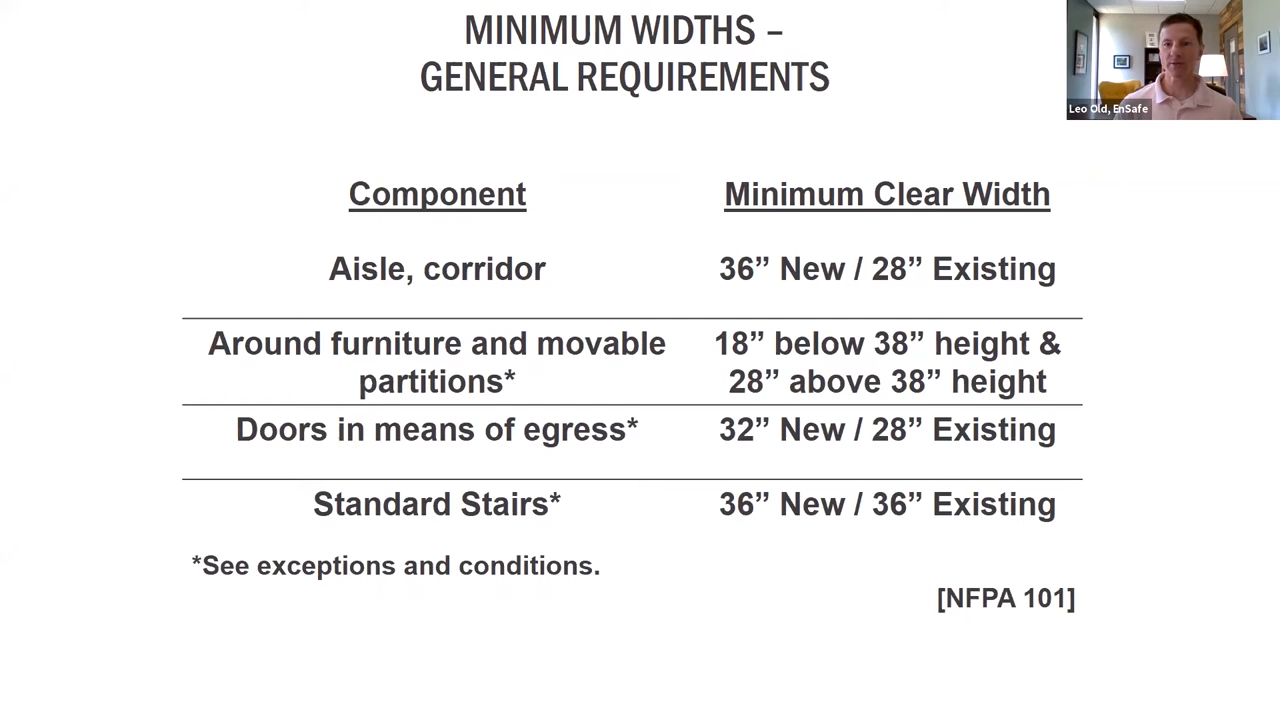 MINIMUM WIDTHS –
GENERAL REQUIREMENTS
Leo Old, EnSafe
Component Minimum Clear Width
Aisle, corridor 36” New / 28” Existing
Around furniture and movable 18” below 38” height &
partitions* 28” above 38” height
Doors in means of egress* 32” New / 28” Existing
Standard Stairs* 36” New / 36” Existing
*See exceptions and conditions.
[NFPA 101]